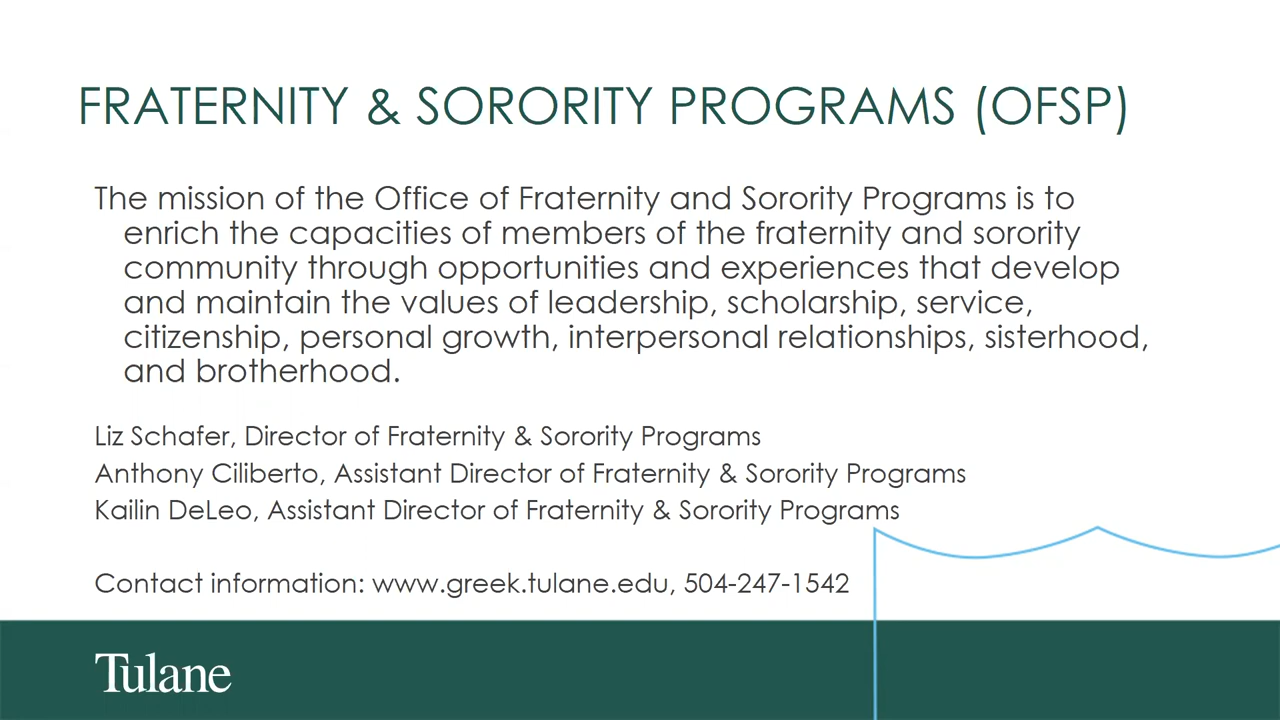 FRATERNITY & SORORITY PROGRAMS (OFSP)
The mission of the Office of Fraternity and Sorority Programs is to
enrich the capacities of members of the fraternity and sorority
community through opportunities and experiences that develop
and maintain the values of leadership, scholarship, service,
citizenship, personal growth, interpersonal relationships, sisterhood,
and brotherhood.
Liz Schafer, Director of Fraternity & Sorority Programs
Anthony Ciliberto, Assistant Director of Fraternity & Sorority Programs
Kailin DeLeo, Assistant Director of Fraternity & Sorority Programs
Contact information: www.greek.tulane.edu, 504-247-1542
Tulane